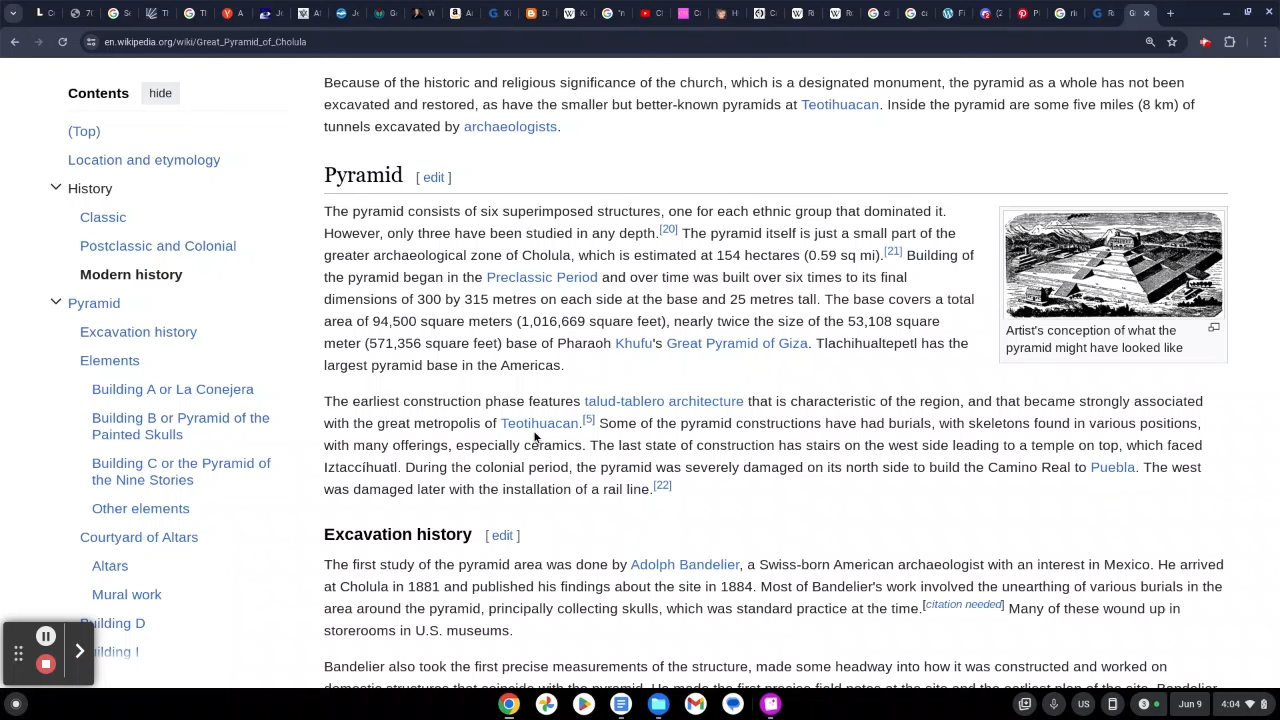 en.wikipedia.org/wiki/Great_Pyramid_of_Cholula
Contents hide
(Top)
Location and etymology
History
Classic
Postclassic and Colonial
Modern history
Pyramid
Excavation history
Elements
Building A or La Conejera
Building B or Pyramid of the
Painted Skulls
Building C or the Pyramid of
the Nine Stories
Other elements
Courtyard of Altars
Altars
Mural work
Because of the historic and religious significance of the church, which is a designated monument, the pyramid as a whole has not been
excavated and restored, as have the smaller but better-known pyramids at Teotihuacan. Inside the pyramid are some five miles (8 km) of
tunnels excavated by archaeologists.
Pyramid [ edit ]
The pyramid consists of six superimposed structures, one for each ethnic group that dominated it.
However, only three have been studied in any depth.[20] The pyramid itself is just a small part of the
greater archaeological zone of Cholula, which is estimated at 154 hectares (0.59 sq mi).[21] Building of
the pyramid began in the Preclassic Period and over time was built over six times to its final
dimensions of 300 by 315 metres on each side at the base and 25 metres tall. The base covers a total
area of 94,500 square meters (1,016,669 square feet), nearly twice the size of the 53,108 square
meter (571,356 square feet) base of Pharaoh Khufu's Great Pyramid of Giza. Tlachihualtepetl has the
largest pyramid base in the Americas.
Artist's conception of what the
pyramid might have looked like
The earliest construction phase features talud-tablero architecture that is characteristic of the region, and that became strongly associated
with the great metropolis of Teotihuacan.[5] Some of the pyramid constructions have had burials, with skeletons found in various positions,
with many offerings, especially ceramics. The last state of construction has stairs on the west side leading to a temple on top, which faced
Iztaccíhuatl. During the colonial period, the pyramid was severely damaged on its north side to build the Camino Real to Puebla. The west
was damaged later with the installation of a rail line.[22]
Excavation history [ edit ]
The first study of the pyramid area was done by Adolph Bandelier, a Swiss-born American archaeologist with an interest in Mexico. He arrived
at Cholula in 1881 and published his findings about the site in 1884. Most of Bandelier's work involved the unearthing of various burials in the
area around the pyramid, principally collecting skulls, which was standard practice at the time.[citation needed] Many of these wound up in
storerooms in U.S. museums.
Bandelier also took the first precise measurements of the structure, made some headway into how it was constructed and worked on
US
3
Jun 9
4:04